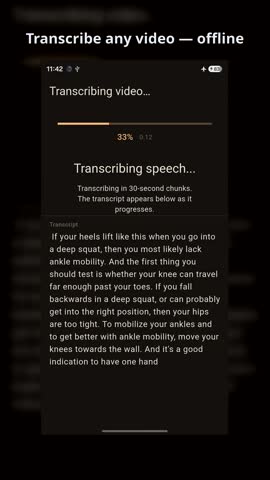 Transcribe any video — offline
11:42
Transcribing video...
33% 0:12
Transcribing speech...
Transcribing in 30-second chunks.
The transcript appears below as it
progresses.
Transcript
If your heels lift like this when you go into
a deep squat, then you most likely lack
ankle mobility. And the first thing you
should test is whether your knee can travel
far enough past your toes. If you fall
backwards in a deep squat, or can probably
get into the right position, then your hips
are too tight. To mobilize your ankles and
to get better with ankle mobility, move your
knees towards the wall. And it's a good
indication to have one hand